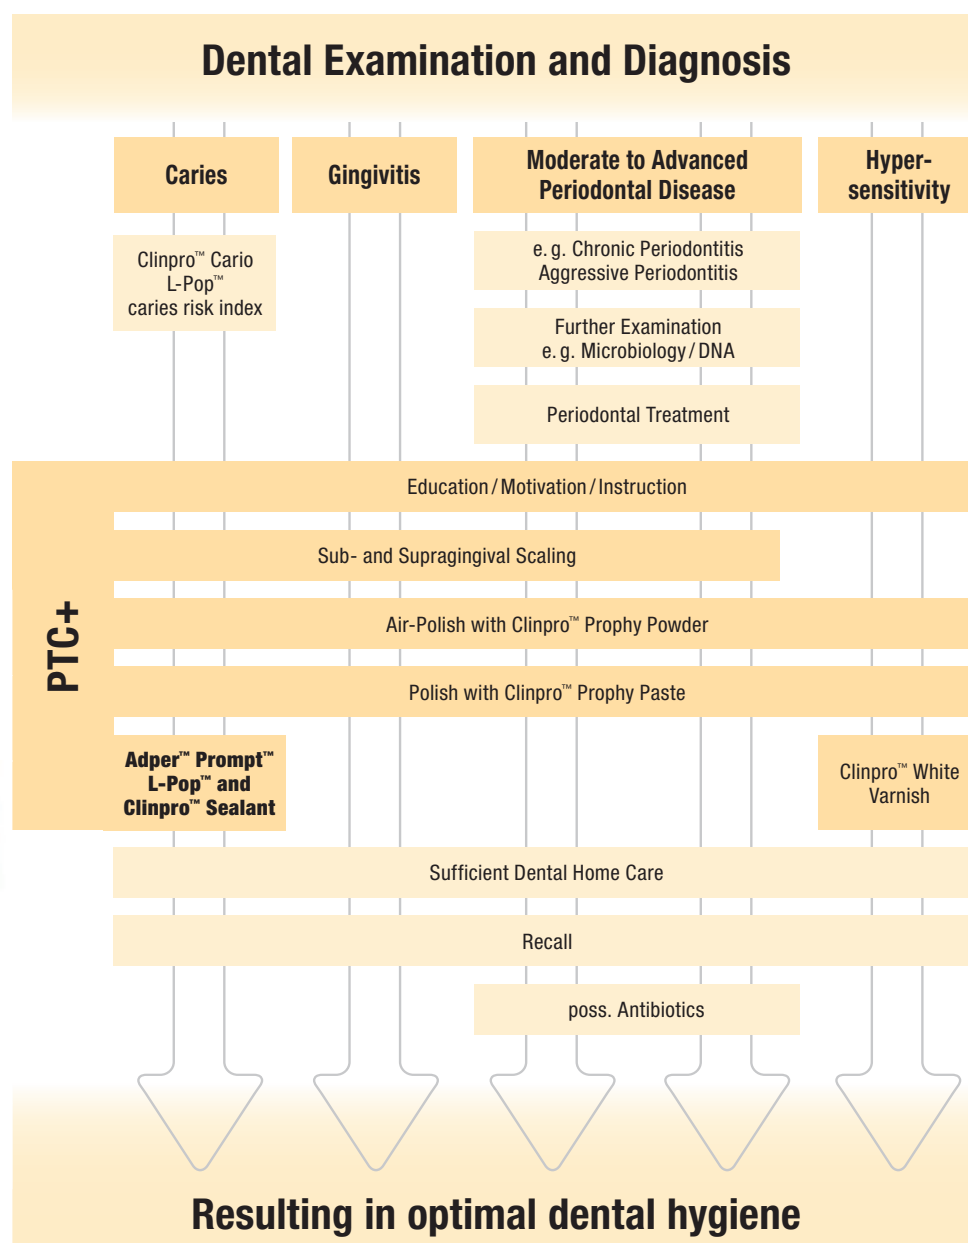 Dental Examination and Diagnosis
Caries
Gingivitis
Moderate to Advanced
Periodontal Disease
Hyper-
sensitivity
Clinpro™ Cario
L-Pop™
caries risk index
e. g. Chronic Periodontitis
Aggressive Periodontitis
Further Examination
e. g. Microbiology / DNA
Periodontal Treatment
PTC+
Education / Motivation / Instruction
Sub- and Supragingival Scaling
Air-Polish with Clinpro™ Prophy Powder
Polish with Clinpro™ Prophy Paste
Adper™ Prompt™
L-Pop™ and
Clinpro™ Sealant
Clinpro™ White
Varnish
Sufficient Dental Home Care
Recall
poss. Antibiotics
Resulting in optimal dental hygiene